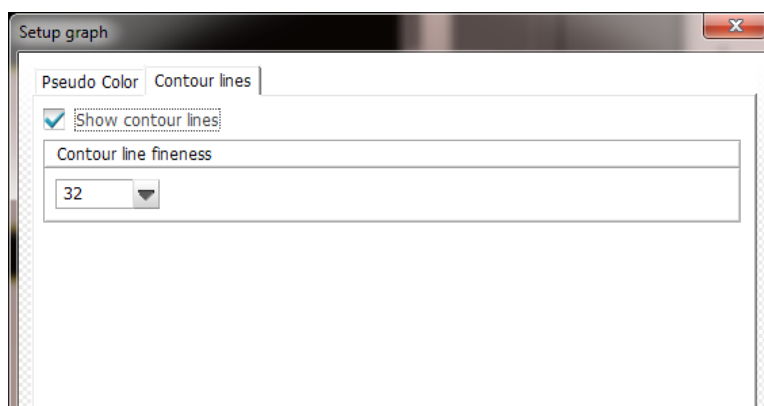 Setup graph
Pseudo Color Contour lines
Show contour lines
Contour line fineness
32